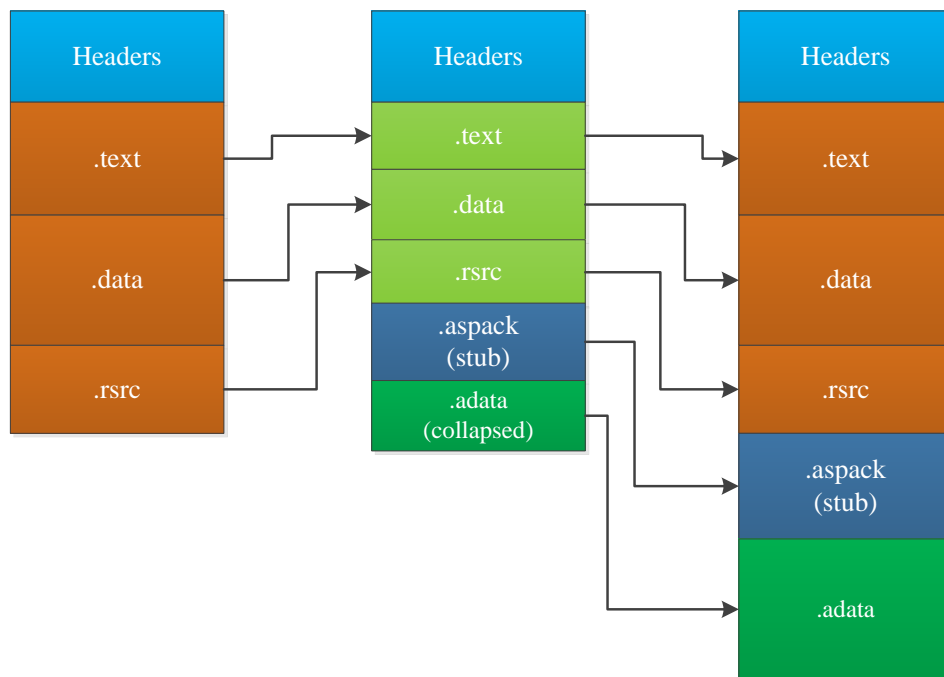 Headers
.text
.data
.rsrc
Headers
.text
.data
.rsrc
.aspack
(stub)
.adata
(collapsed)
Headers
.text
.data
.rsrc
.aspack
(stub)
.adata